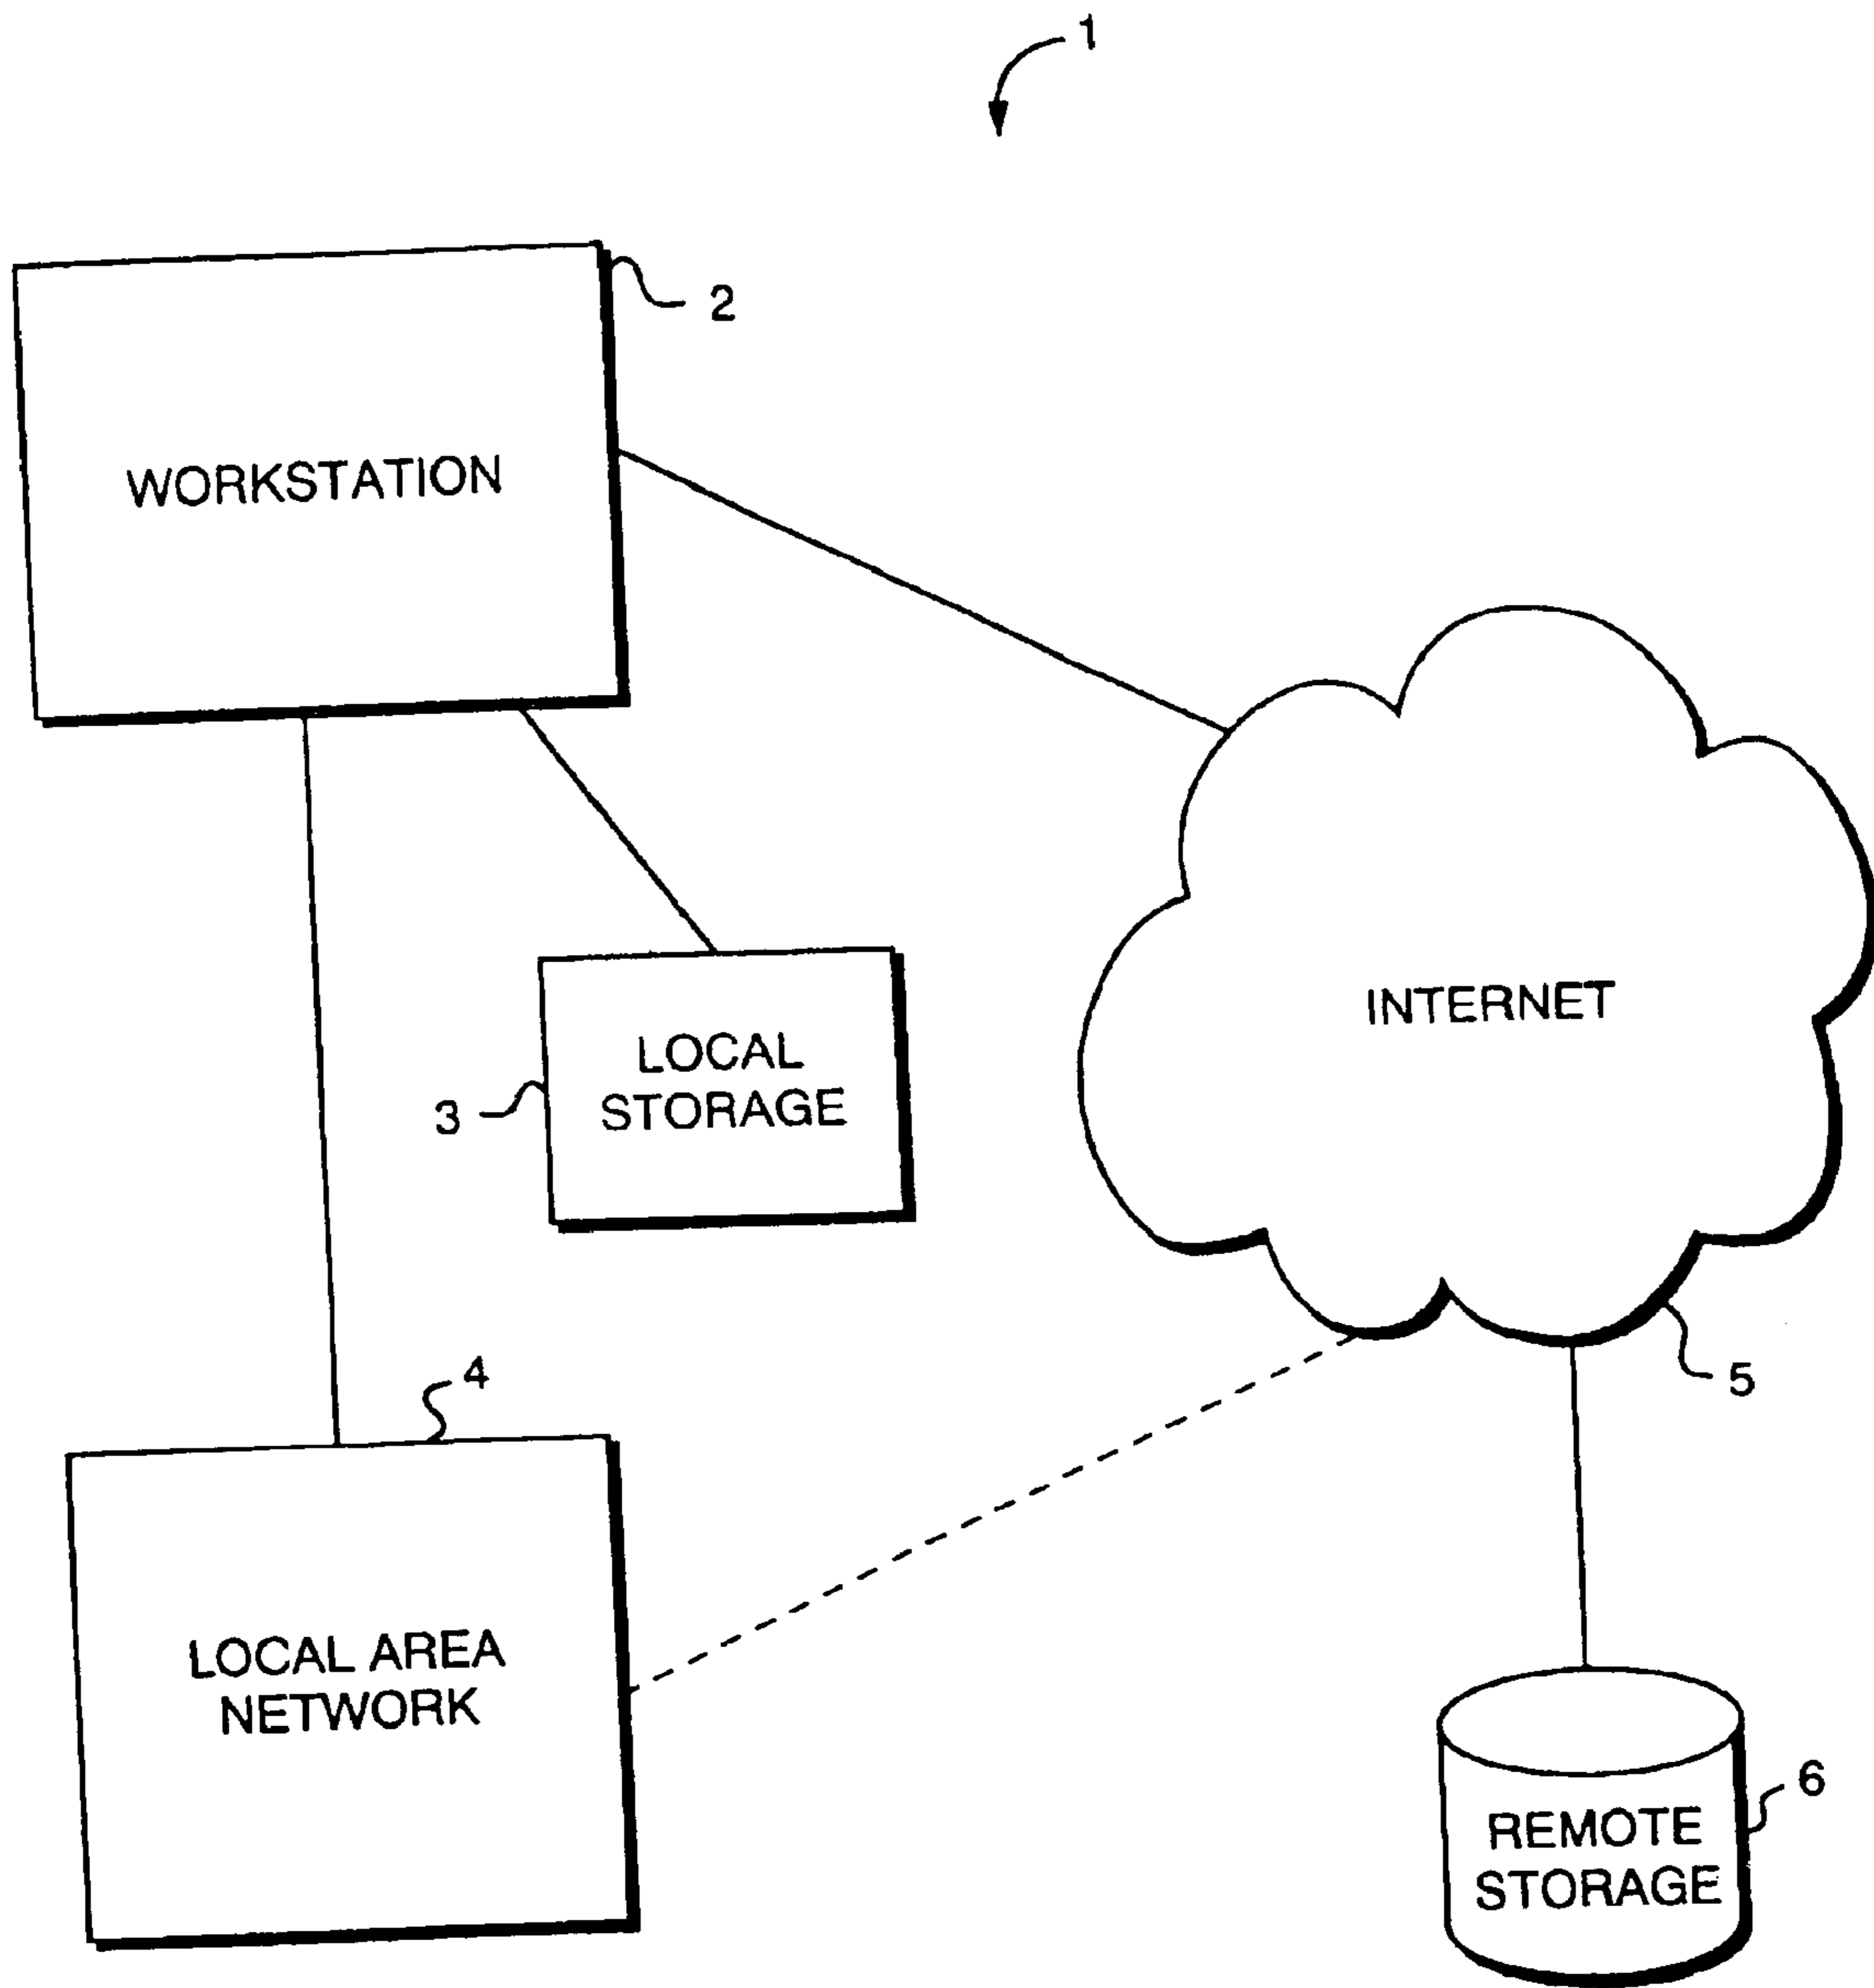 1
2
WORKSTATION
INTERNET
LOCAL
STORAGE
3
4
5
LOCAL AREA
NETWORK
6
REMOTE
STORAGE